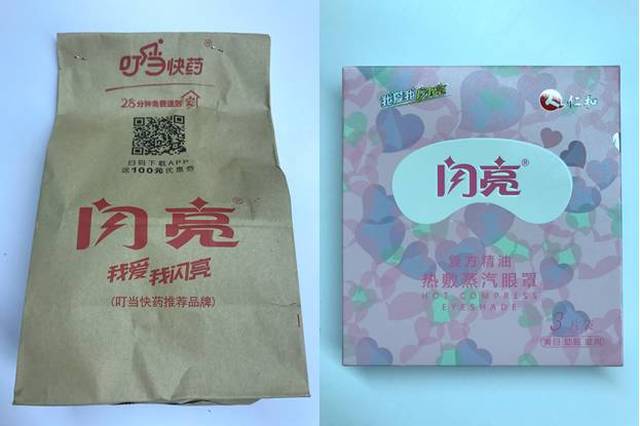 叮当快药®
28分钟免费送到家
扫码下载APP
送100元优惠券
闪亮®
我爱我闪亮
(叮当快药推荐品牌)
仁和
闪亮®
复方精油
热敷蒸汽眼罩
HOT COMPRESS
EYESHADE
3片装